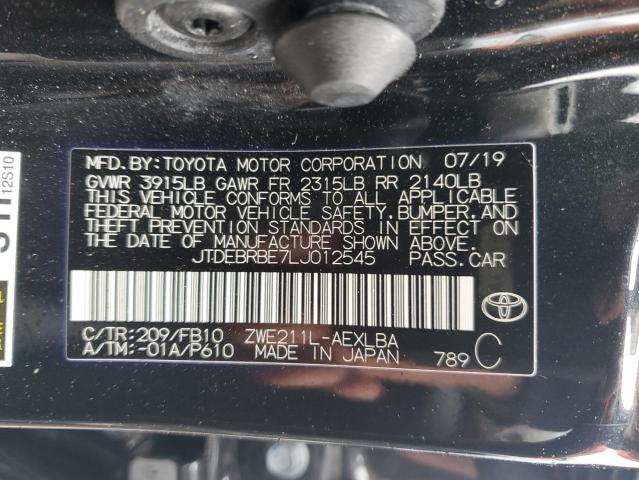 MFD. BY: TOYOTA MOTOR CORPORATION 07/19
GVWR 3915LB GAWR FR 2315LB RR 2140LB
THIS VEHICLE CONFORMS TO ALL APPLICABLE
FEDERAL MOTOR VEHICLE SAFETY, BUMPER, AND
THEFT PREVENTION STANDARDS IN EFFECT ON
THE DATE OF MANUFACTURE SHOWN ABOVE.
JTDEBRBE7LJ012545 PASS.CAR
C/TR: 209/FB10 ZWE211L-AEXLBA
A/TM: -01A/P610 MADE IN JAPAN 789 C
12S10